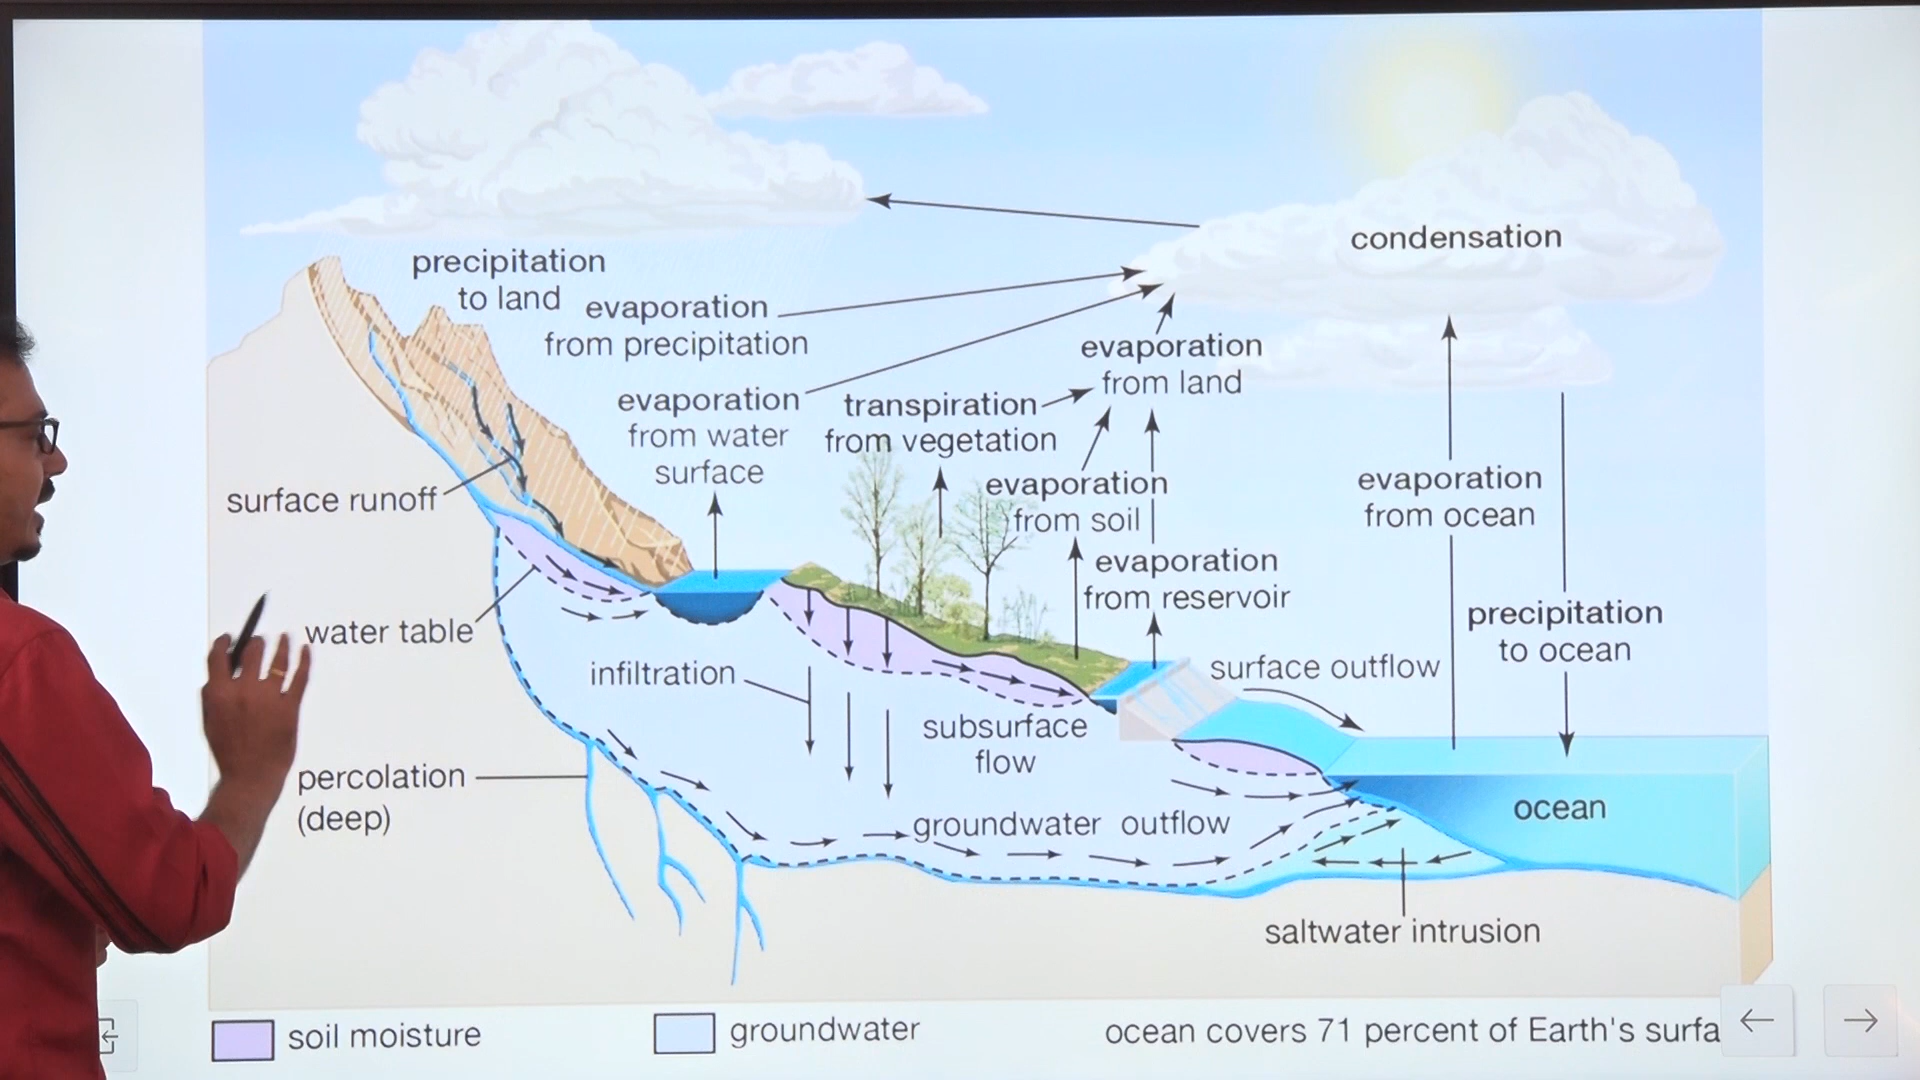 condensation
precipitation
to land
evaporation
from precipitation
evaporation
from land
evaporation
from water
surface
transpiration
from vegetation
evaporation
from soil
evaporation
from ocean
surface runoff
evaporation
from reservoir
precipitation
to ocean
water table
infiltration
surface outflow
subsurface
flow
percolation
(deep)
groundwater outflow
ocean
saltwater intrusion
soil moisture
groundwater
ocean covers 71 percent of Earth's surfa